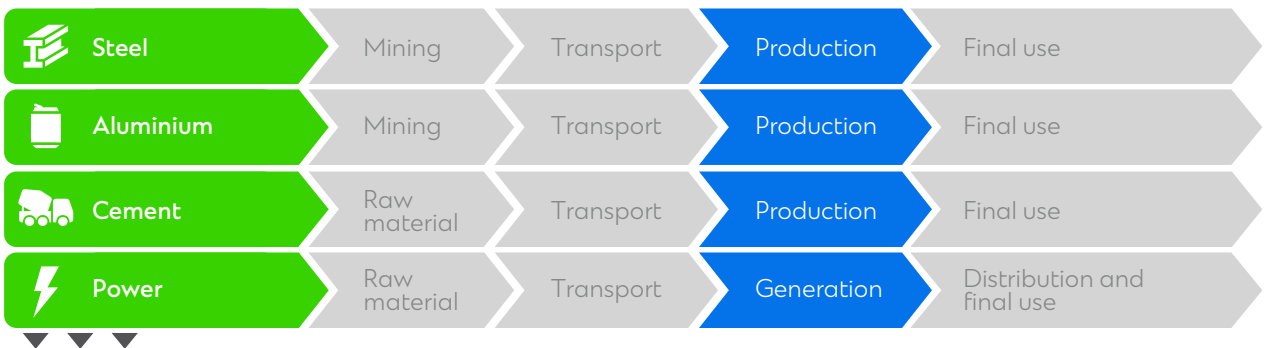 Steel
Mining
Transport
Production
Final use
Aluminium
Mining
Transport
Production
Final use
Cement
Raw
material
Transport
Production
Final use
Power
Raw
material
Transport
Generation
Distribution and
final use